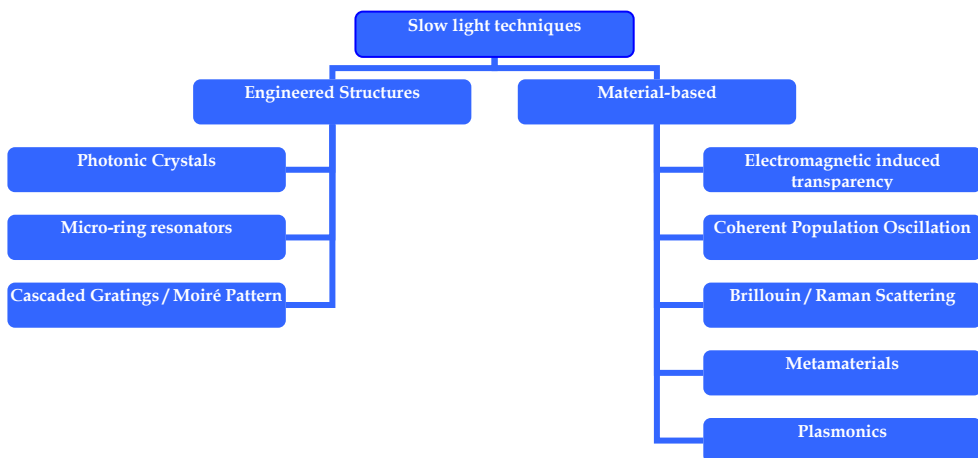 Slow light techniques
Engineered Structures
Material-based
Photonic Crystals
Micro-ring resonators
Cascaded Gratings / Moiré Pattern
Electromagnetic induced
transparency
Coherent Population Oscillation
Brillouin / Raman Scattering
Metamaterials
Plasmonics